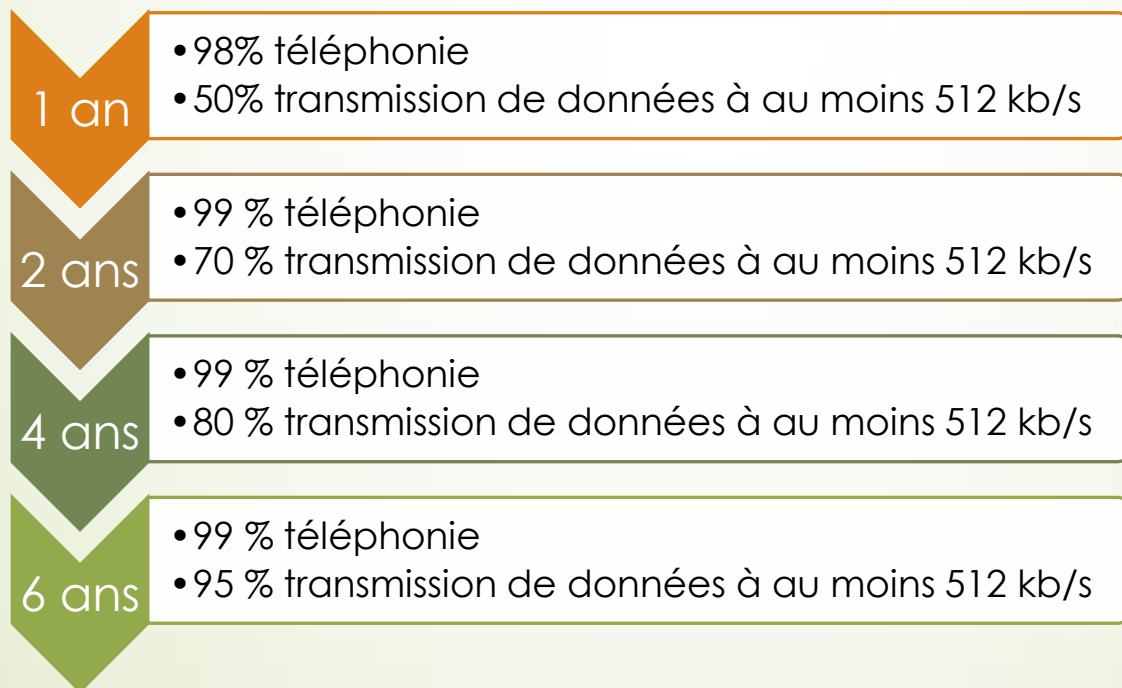 1 an
•98% téléphonie
•50% transmission de données à au moins 512 kb/s
2 ans
•99 % téléphonie
•70 % transmission de données à au moins 512 kb/s
4 ans
•99 % téléphonie
•80 % transmission de données à au moins 512 kb/s
6 ans
•99 % téléphonie
•95 % transmission de données à au moins 512 kb/s